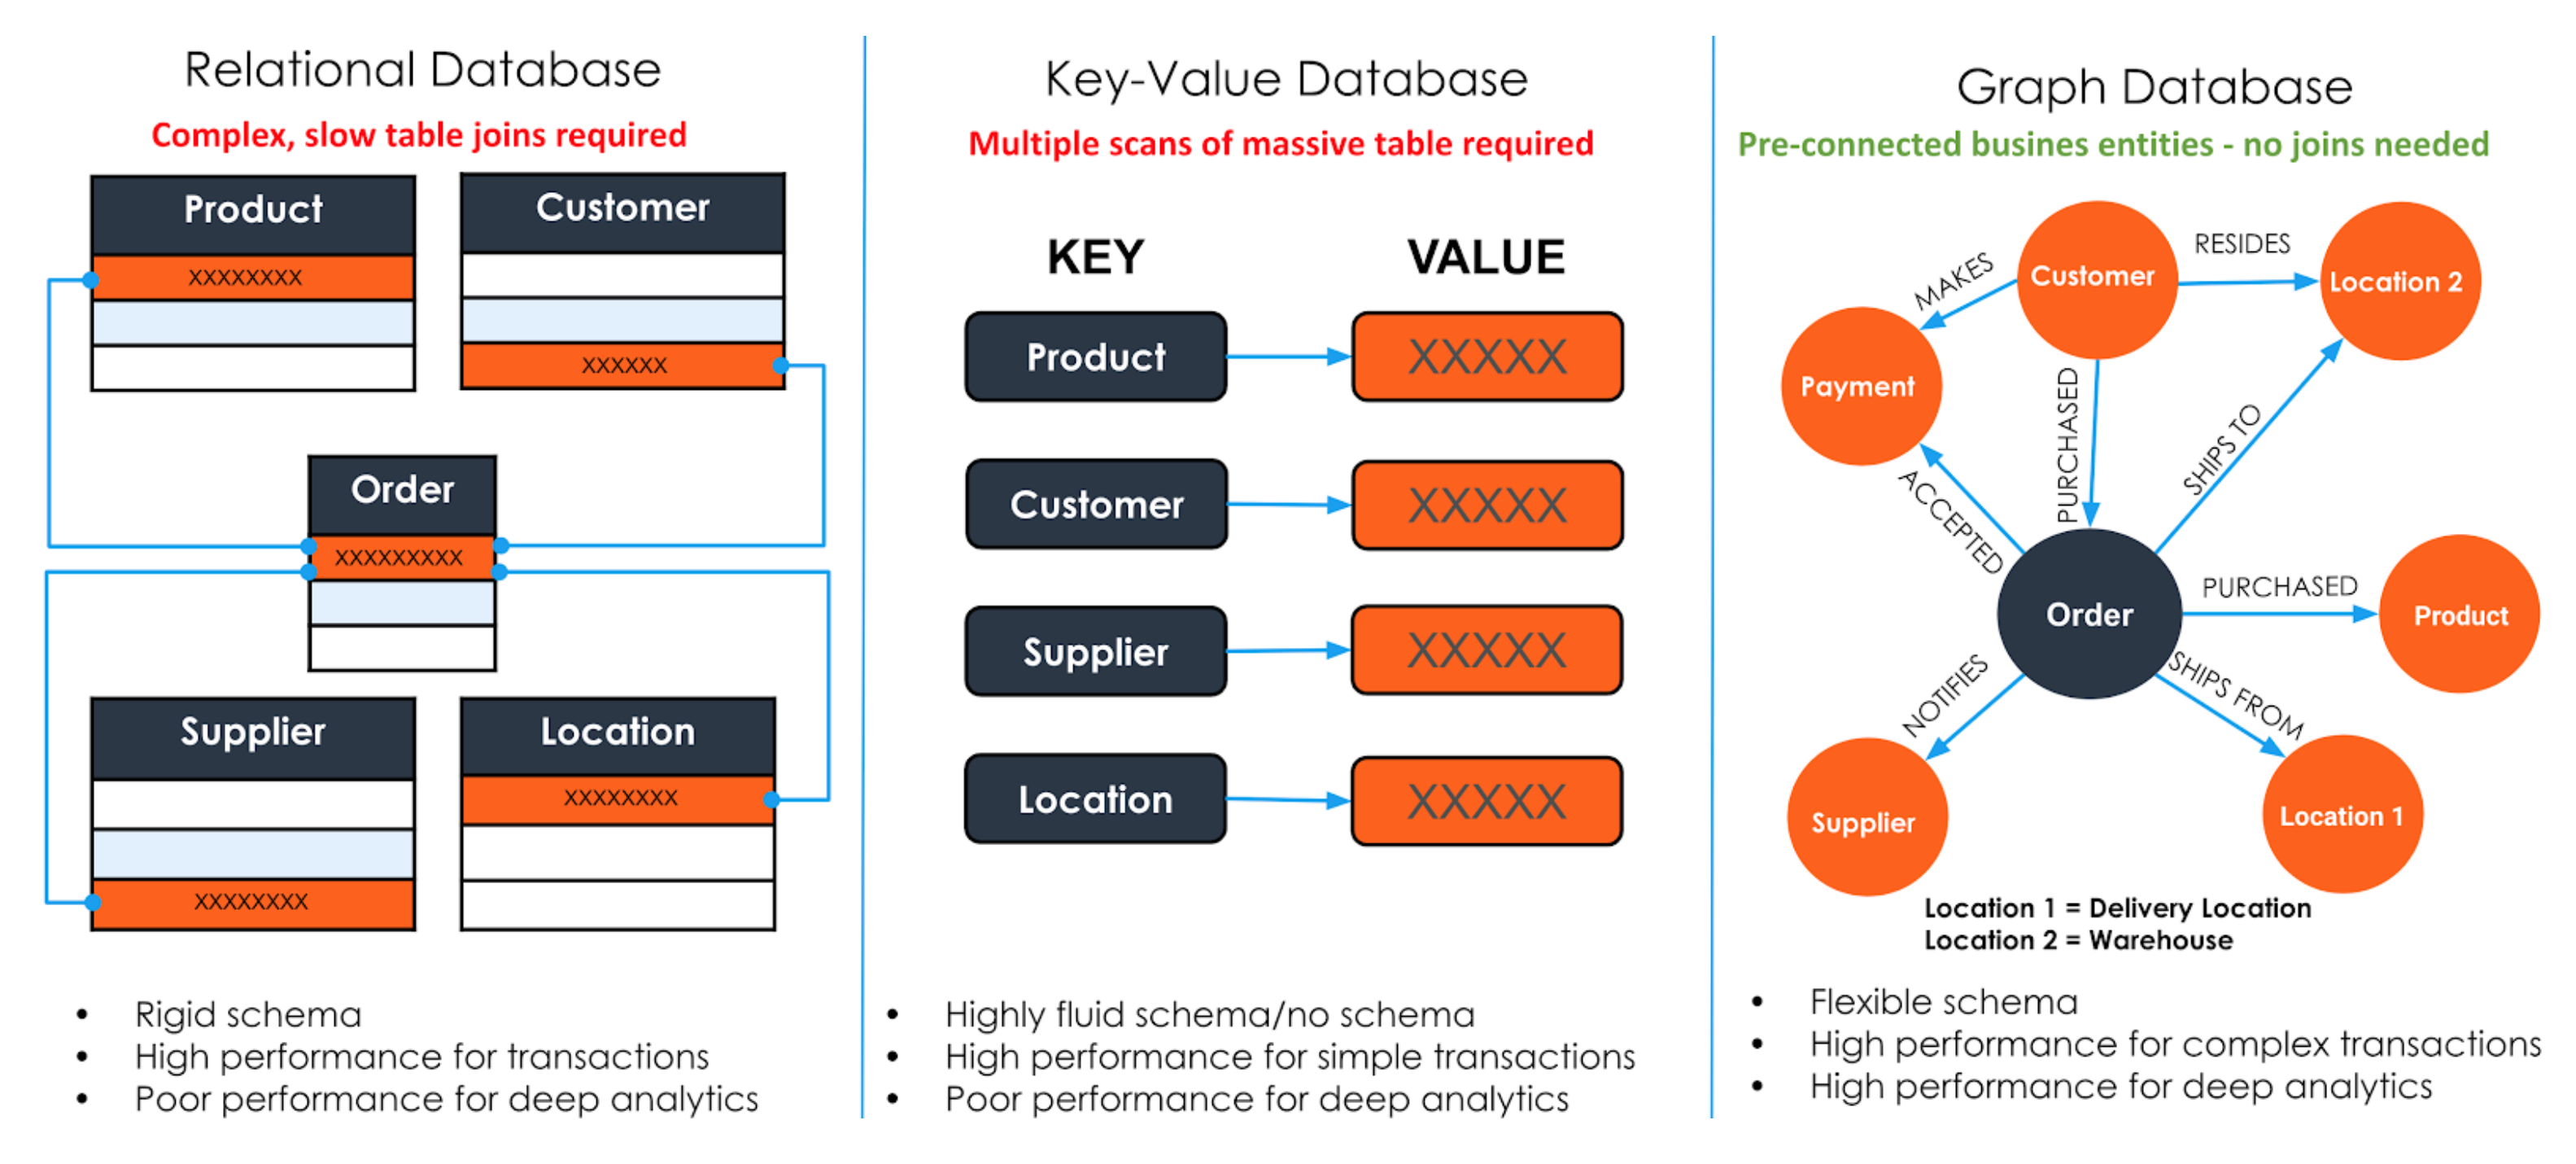 Relational Database
Complex, slow table joins required
Product
XXXXXXXX
Customer
XXXXXX
Order
XXXXXXXXX
Supplier
XXXXXXXX
Location
XXXXXXXX
• Rigid schema
• High performance for transactions
• Poor performance for deep analytics
Key-Value Database
Multiple scans of massive table required
KEY VALUE
Product XXXXX
Customer XXXXX
Supplier XXXXX
Location XXXXX
• Highly fluid schema/no schema
• High performance for simple transactions
• Poor performance for deep analytics
Graph Database
Pre-connected busines entities - no joins needed
Customer
RESIDES
Location 2
MAKES
Payment
PURCHASED
SHIPS TO
ACCEPTED
Order
PURCHASED
Product
NOTIFIES
SHIPS FROM
Supplier
Location 1
Location 1 = Delivery Location
Location 2 = Warehouse
• Flexible schema
• High performance for complex transactions
• High performance for deep analytics